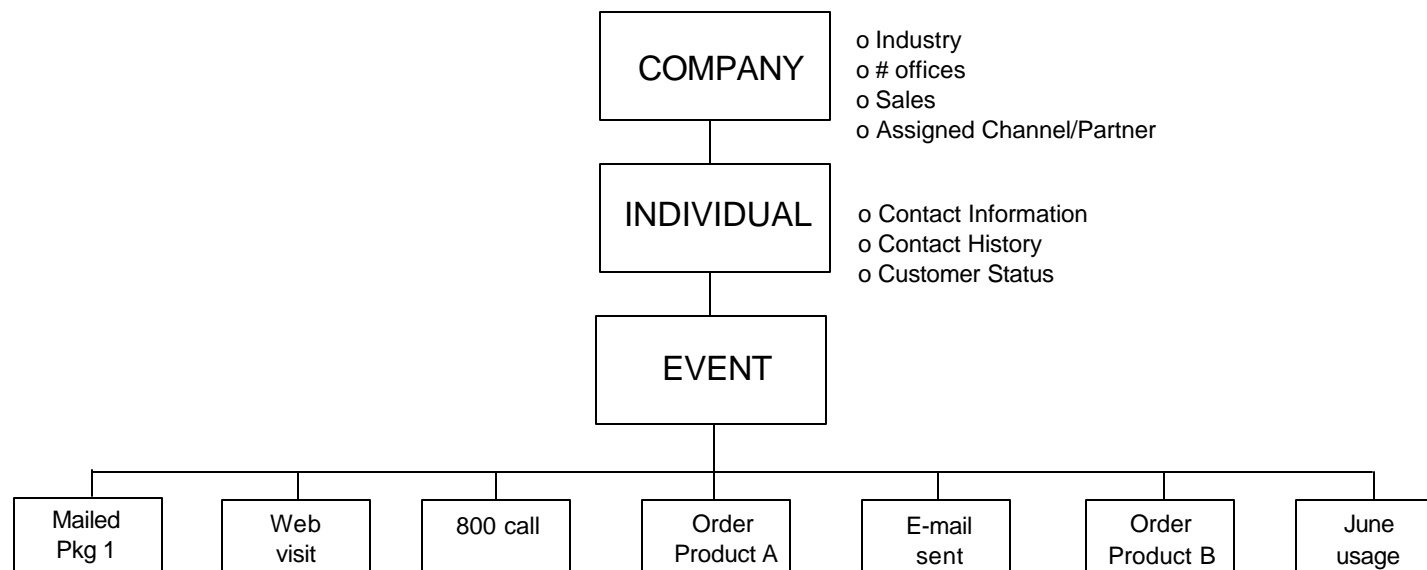 COMPANY
o Industry
o # offices
o Sales
o Assigned Channel/Partner
INDIVIDUAL
o Contact Information
o Contact History
o Customer Status
EVENT
Mailed
Pkg 1
Web
visit
800 call
Order
Product A
E-mail
sent
Order
Product B
June
usage